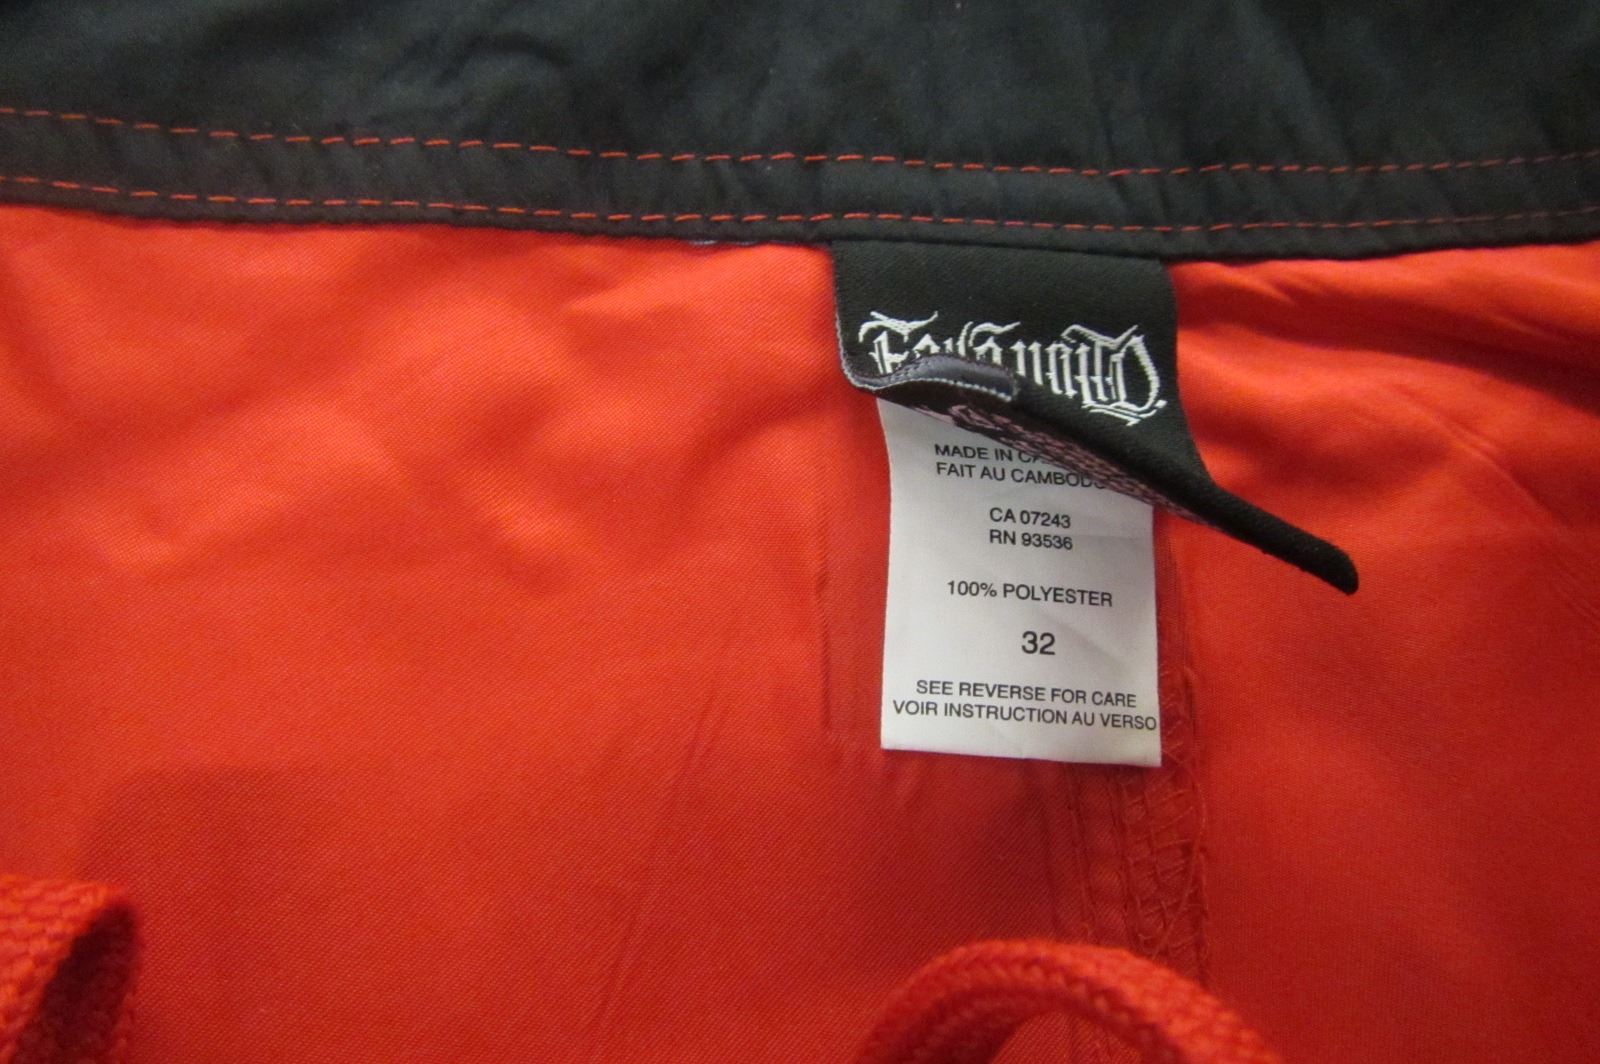 MADE IN CA
FAIT AU CAMBOD
CA 07243
RN 93536
100% POLYESTER
32
SEE REVERSE FOR CARE
VOIR INSTRUCTION AU VERSO